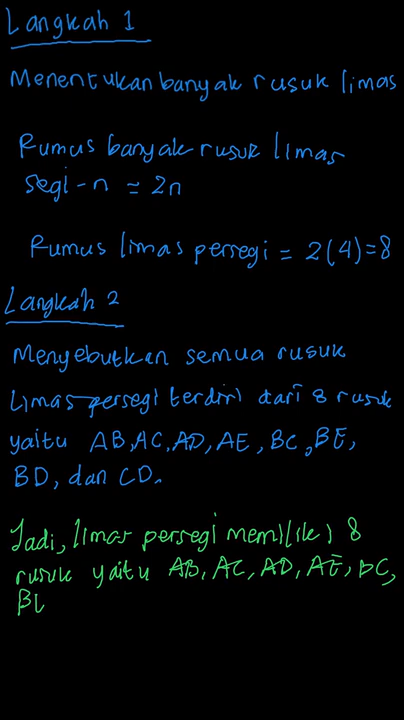 Langkah 1
Menentukan banyak rusuk limas
Rumus banyak rusuk limas
segi-n = 2n
Rumus limas persegi = 2(4)=8
Langkah 2
Menyebutkan semua rusuk
Limas persegi terdiri dari 8 rusuk
yaitu AB,AC,AD,AE,BC,BE,
BD, dan CD.
Jadi, limas persegi memiliki 8
rusuk yaitu AB, AC, AD, AE, BC,
BC